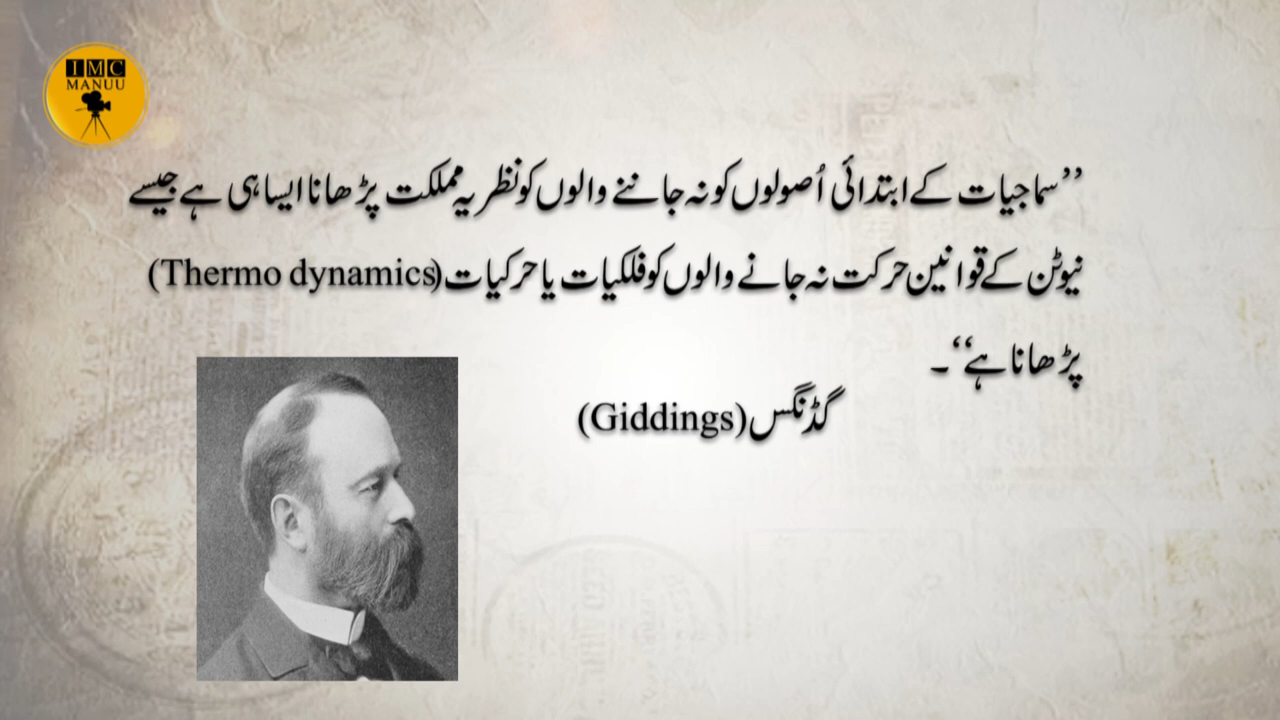 IMC
MANUU
’’سماجیات کے ابتدائی اُصولوں کو نہ جاننے والوں کو نظریہ مملکت پڑھانا ایسا ہی ہے جیسے
نیوٹن کے قوانین حرکت نہ جانے والوں کو فلکیات یا حرکیات (Thermo dynamics)
پڑھانا ہے‘‘۔
گڈنگس (Giddings)